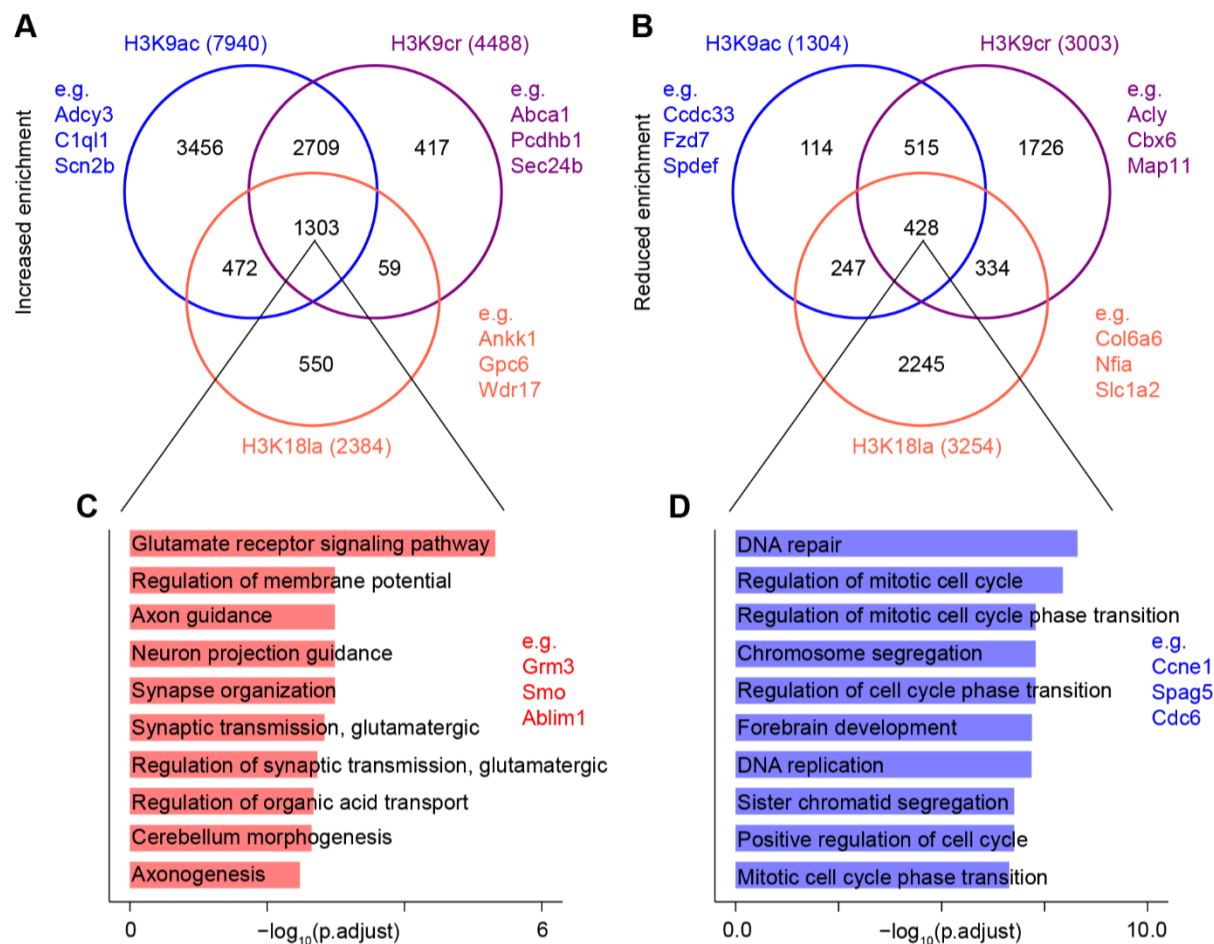 A
H3K9ac (7940)
H3K9cr (4488)
Increased enrichment
e.g.
Adcy3
C1ql1
Scn2b
3456
2709
417
e.g.
Abca1
Pcdhb1
Sec24b
1303
472
59
550
e.g.
Ankk1
Gpc6
Wdr17
H3K18la (2384)
B
H3K9ac (1304)
H3K9cr (3003)
Reduced enrichment
e.g.
Ccdc33
Fzd7
Spdef
114
515
1726
e.g.
Acly
Cbx6
Map11
428
247
334
2245
e.g.
Col6a6
Nfia
Slc1a2
H3K18la (3254)
C
Glutamate receptor signaling pathway
Regulation of membrane potential
Axon guidance
Neuron projection guidance
Synapse organization
Synaptic transmission, glutamatergic
Regulation of synaptic transmission, glutamatergic
Regulation of organic acid transport
Cerebellum morphogenesis
Axonogenesis
e.g.
Grm3
Smo
Ablim1
0
−log10(p.adjust)
6
D
DNA repair
Regulation of mitotic cell cycle
Regulation of mitotic cell cycle phase transition
Chromosome segregation
Regulation of cell cycle phase transition
Forebrain development
DNA replication
Sister chromatid segregation
Positive regulation of cell cycle
Mitotic cell cycle phase transition
e.g.
Ccne1
Spag5
Cdc6
0.0
−log10(p.adjust)
10.0